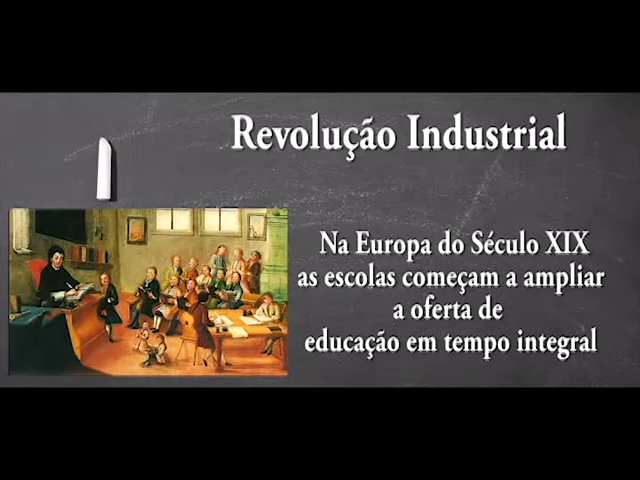 Revolução Industrial
Na Europa do Século XIX
as escolas começam a ampliar
a oferta de
educação em tempo integral